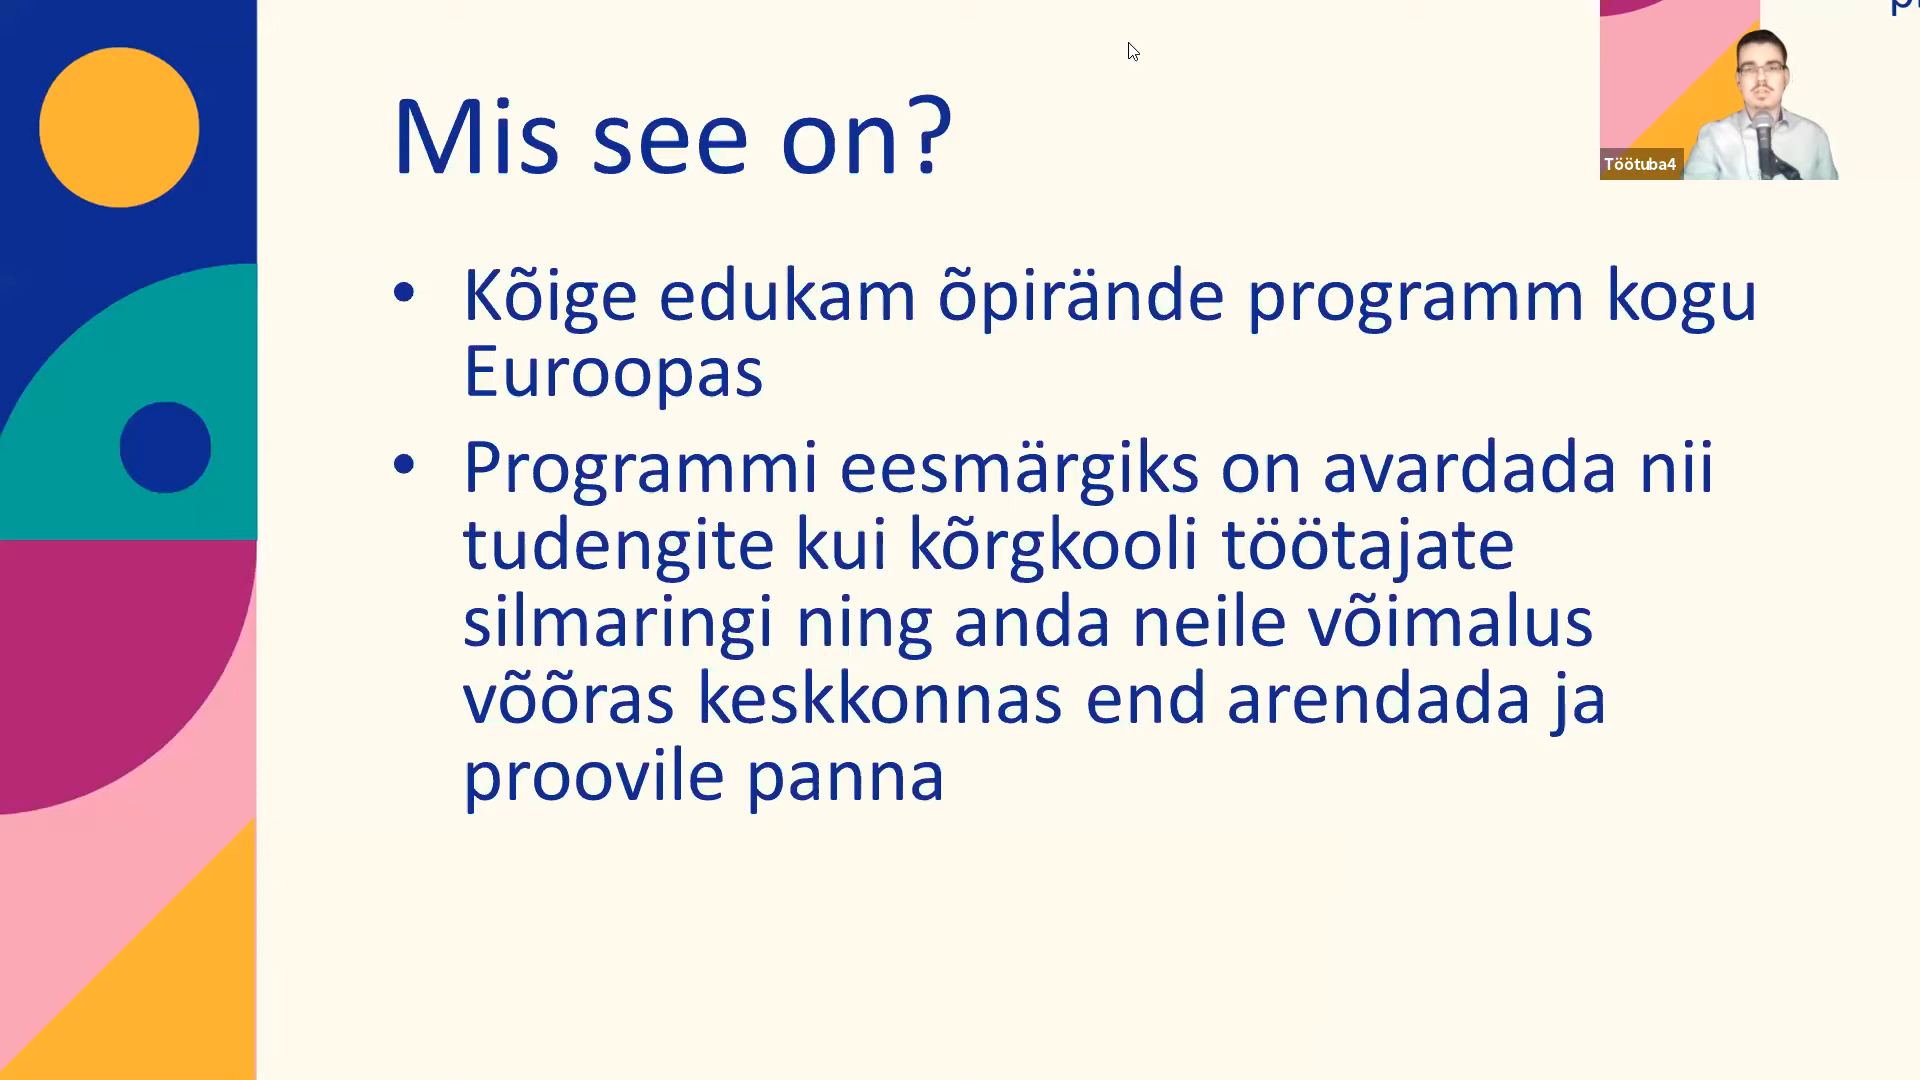 Mis see on?
Töötuba4
• Kõige edukam õpirände programm kogu
Euroopas
• Programmi eesmärgiks on avardada nii
tudengite kui kõrgkooli töötajate
silmaringi ning anda neile võimalus
võõras keskkonnas end arendada ja
proovile panna